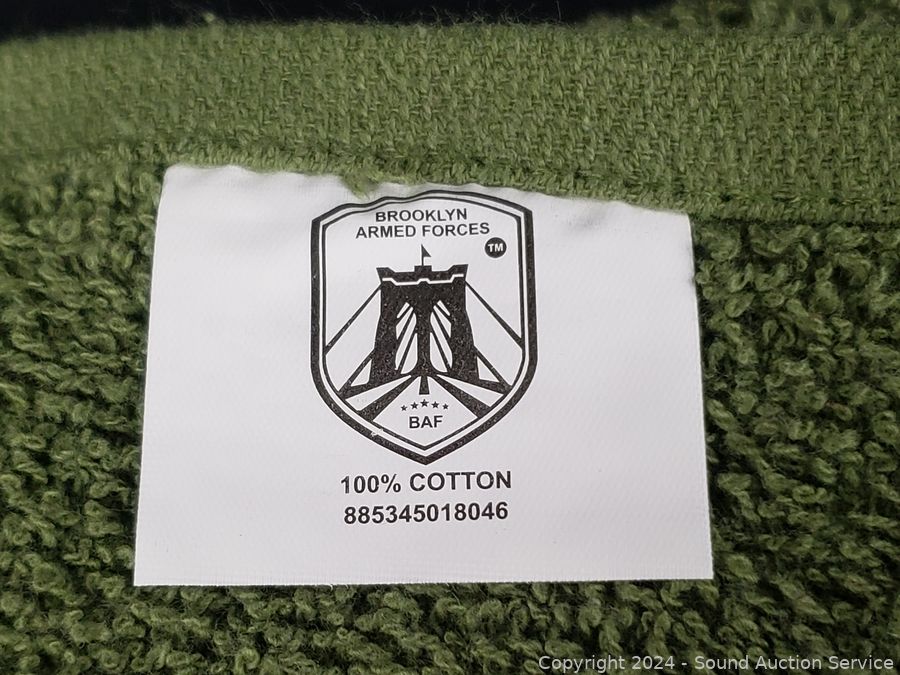 BROOKLYN
ARMED FORCES
TM
BAF
100% COTTON
885345018046
Copyright 2024 - Sound Auction Service